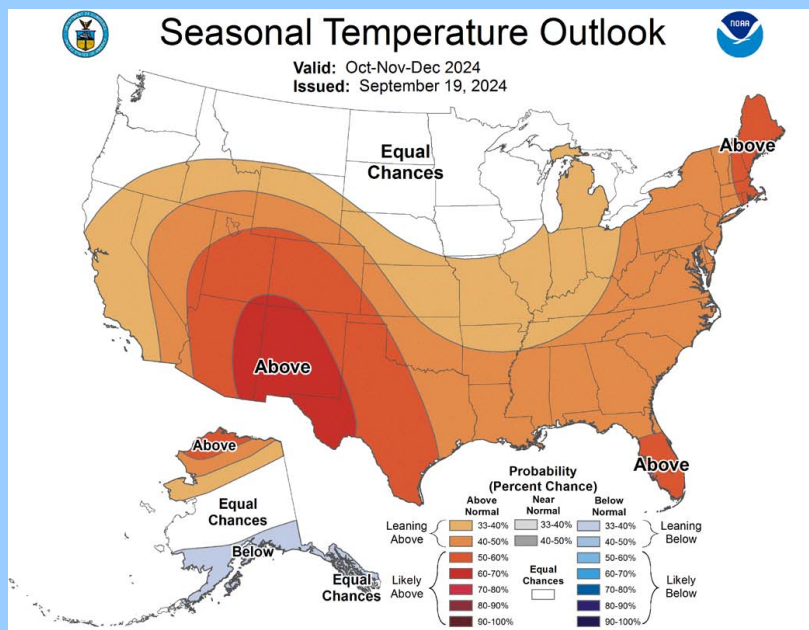 Seasonal Temperature Outlook
NOAA
Valid: Oct-Nov-Dec 2024
Issued: September 19, 2024
Equal
Chances
Above
Above
Above
Above
Equal
Chances
Below
Equal
Chances
Probability
(Percent Chance)
Above
Normal
Near
Normal
Below
Normal
Leaning
Above
33-40%
33-40%
33-40%
Leaning
Below
40-50%
40-50%
40-50%
Likely
Above
50-60%
50-60%
Likely
Below
60-70%
60-70%
70-80%
Equal
Chances
70-80%
80-90%
80-90%
90-100%
90-100%